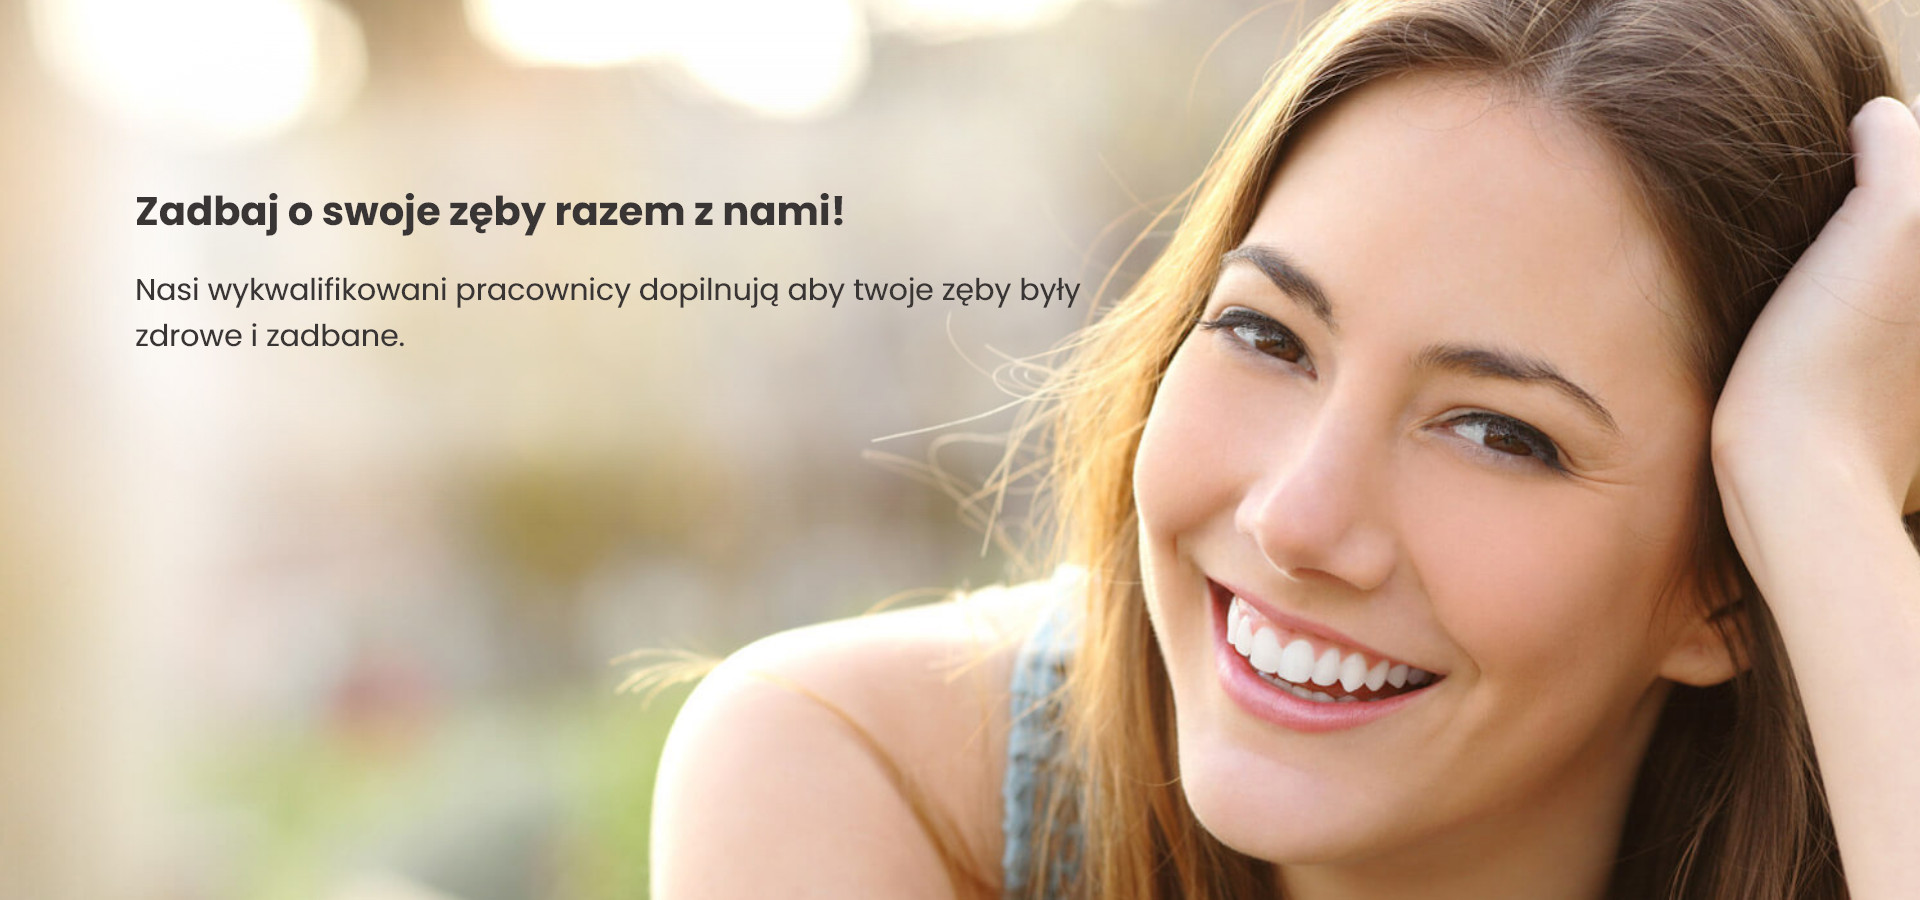 Zadbaj o swoje zęby razem z nami!
Nasi wykwalifikowani pracownicy dopilnują aby twoje zęby były
zdrowe i zadbane.